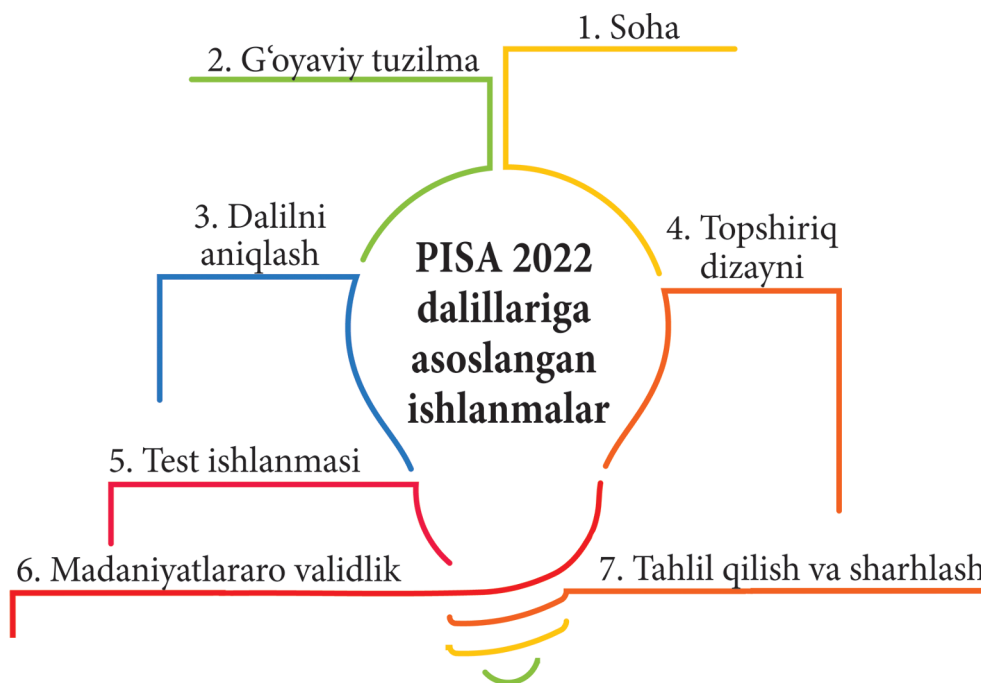 1. Soha
2. G‘oyaviy tuzilma
3. Dalilni
aniqlash
4. Topshiriq
dizayni
PISA 2022
dalillariga
asoslangan
ishlanmalar
5. Test ishlanmasi
6. Madaniyatlararo validlik
7. Tahlil qilish va sharhlash